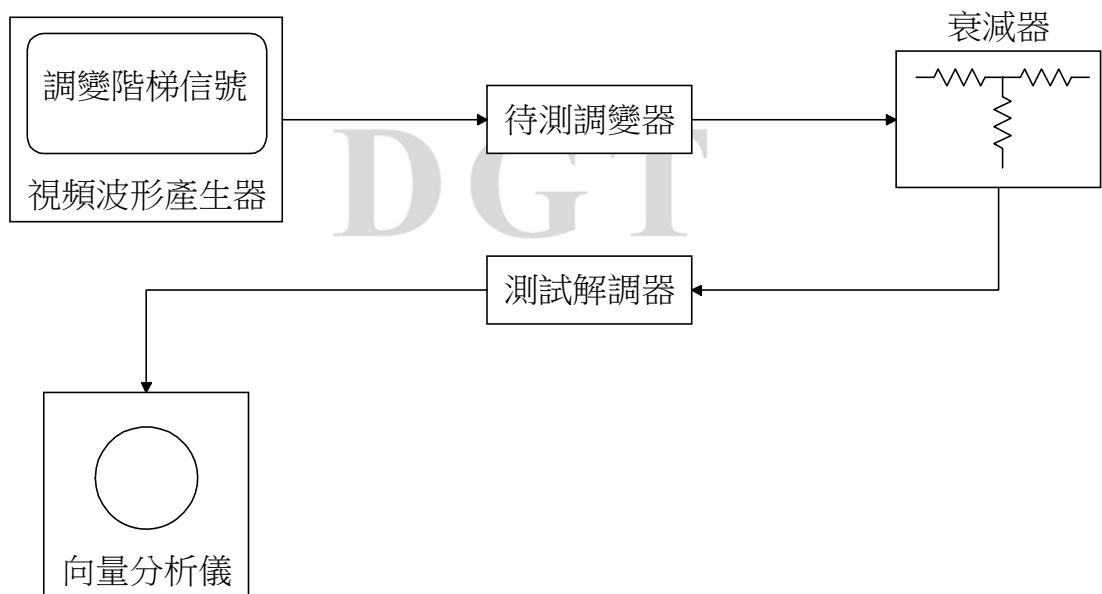 調變階梯信號
視頻波形產生器
待測調變器
衰減器
DGT
測試解調器
向量分析儀